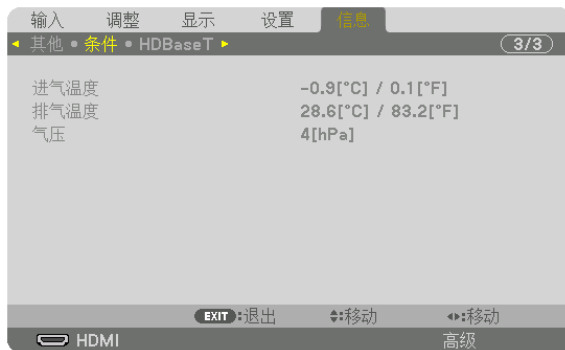 输入 调整 显示 设置 信息
◂ 其他 • 条件 • HDBaseT ▸ 3/3
进气温度 -0.9[°C] / 0.1[°F]
排气温度 28.6[°C] / 83.2[°F]
气压 4[hPa]
EXIT:退出 ♦:移动 ◂▸:移动
HDMI 高级